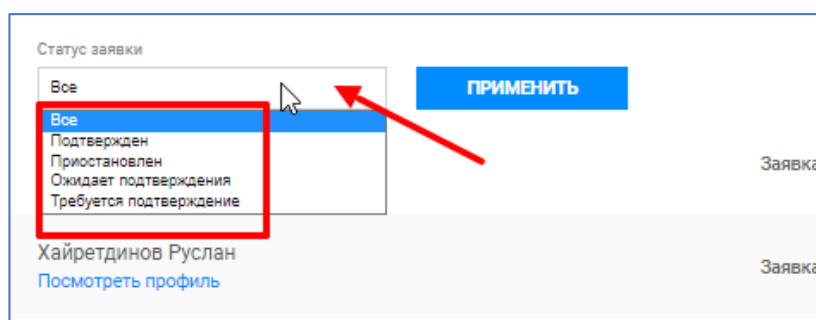 Статус заявки
Все
ПРИМЕНИТЬ
Все
Подтвержден
Приостановлен
Ожидает подтверждения
Требуется подтверждение
Заявка
Хайретдинов Руслан
Посмотреть профиль
Заявка